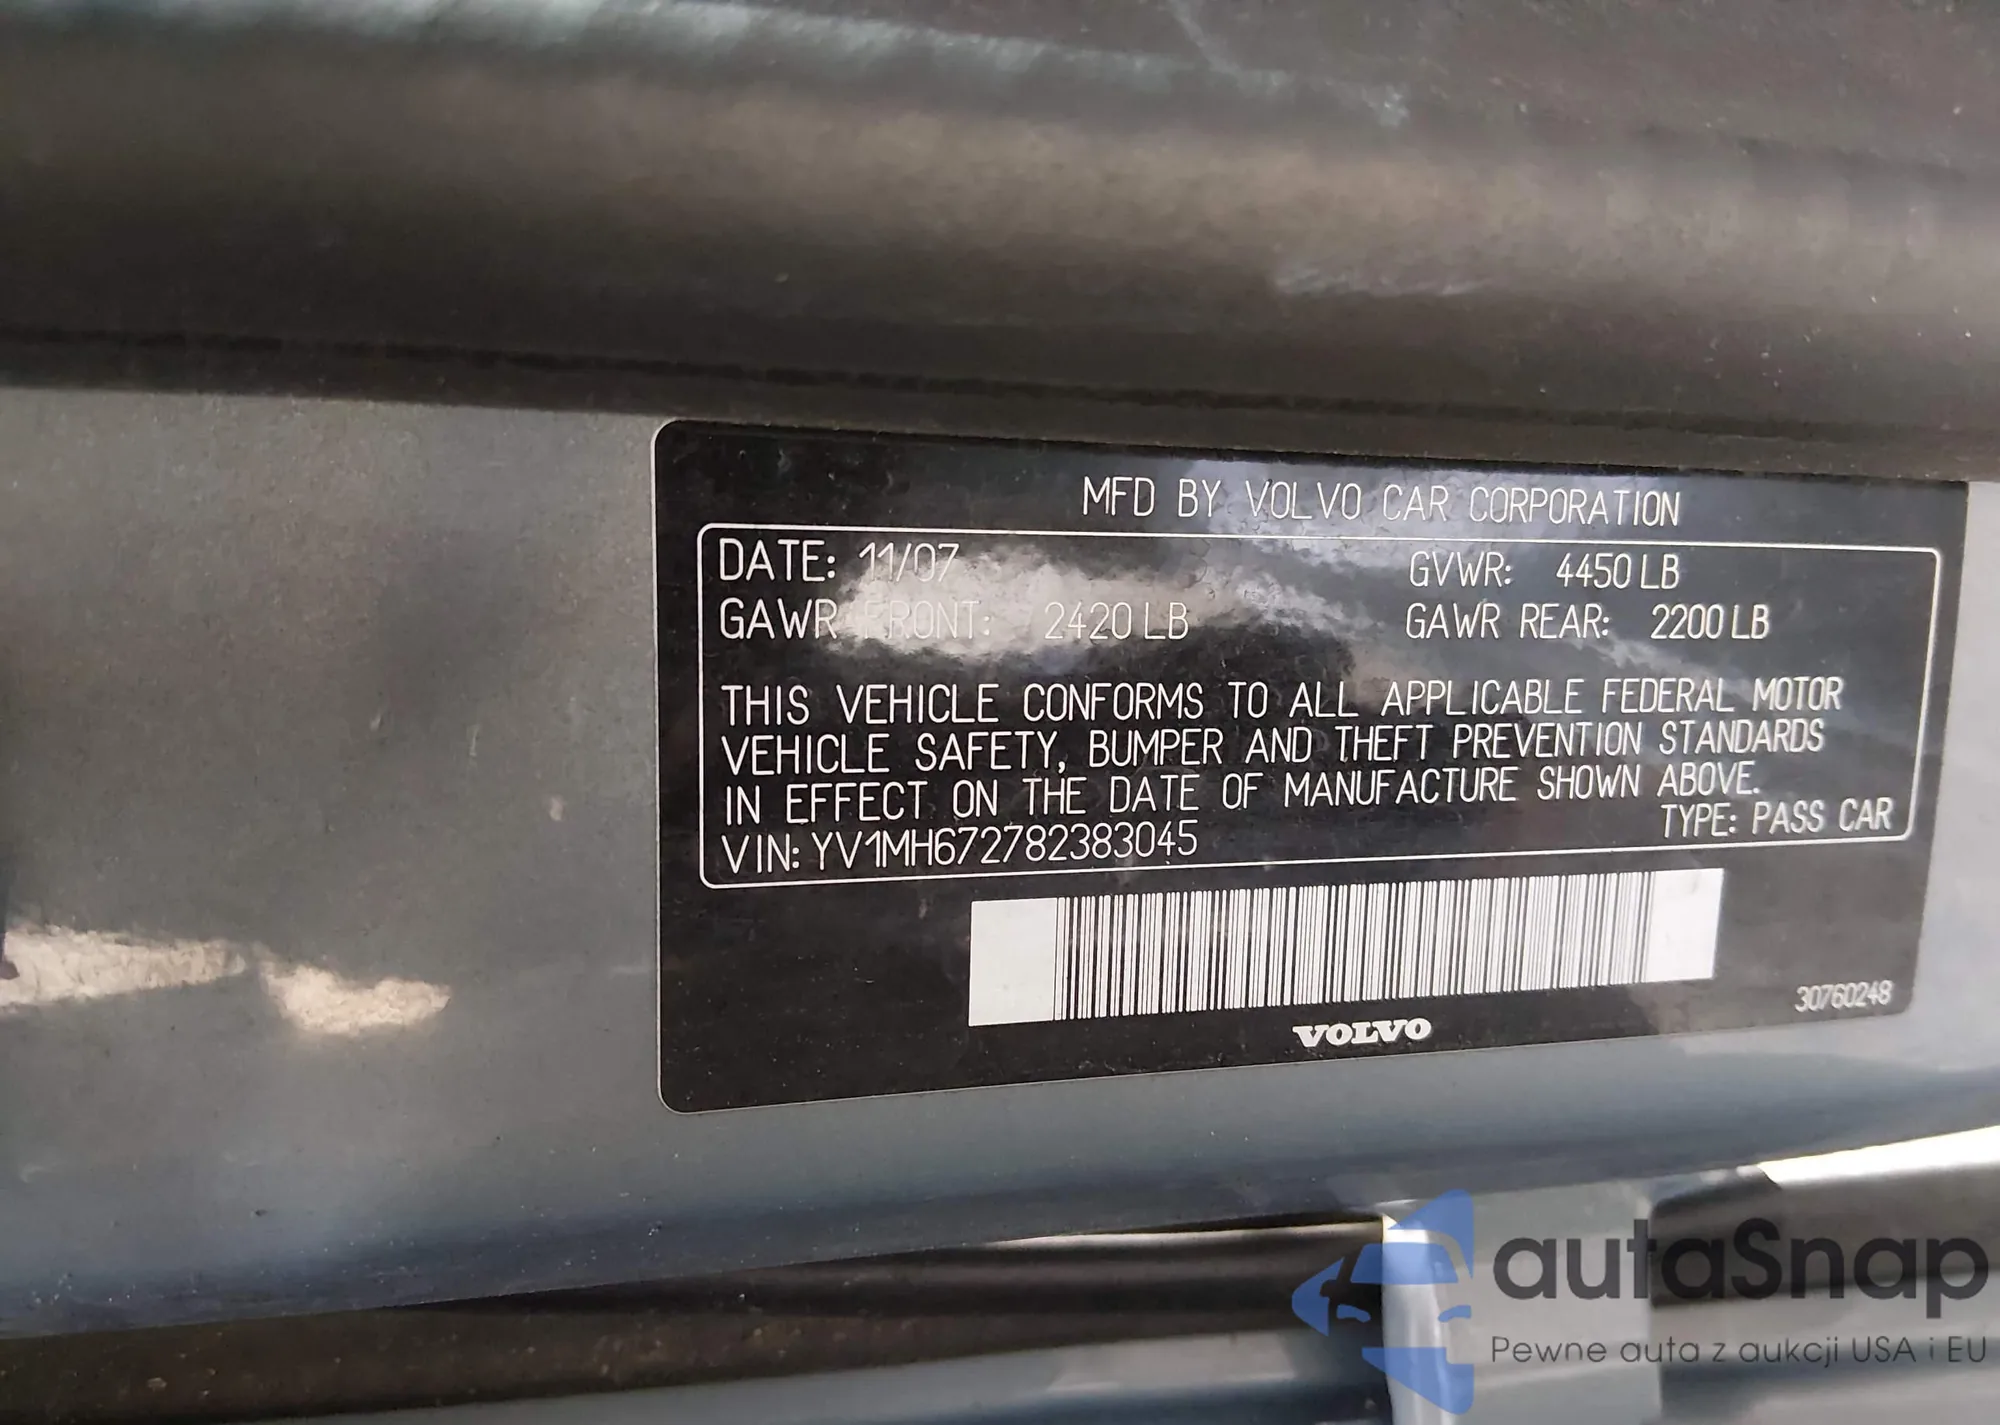 MFD BY VOLVO CAR CORPORATION
DATE: 11/07 GVWR: 4450 LB
GAWR FRONT: 2420 LB GAWR REAR: 2200 LB
THIS VEHICLE CONFORMS TO ALL APPLICABLE FEDERAL MOTOR
VEHICLE SAFETY, BUMPER AND THEFT PREVENTION STANDARDS
IN EFFECT ON THE DATE OF MANUFACTURE SHOWN ABOVE.
VIN: YV1MH672782383045 TYPE: PASS CAR
30760248
VOLVO
autaSnap
Pewne auta z aukcji USA i EU